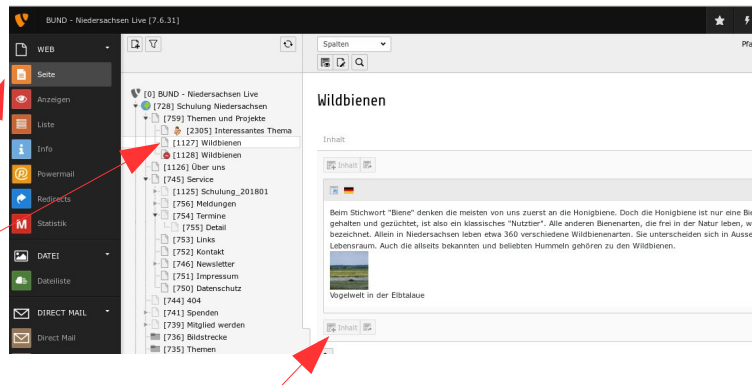 BUND - Niedersachsen Live [7.6.31]
WEB
Seite
Anzeigen
Liste
Info
Powermail
Redirects
Statistik
DATEI
Dateiliste
DIRECT MAIL
Direct Mail
[0] BUND - Niedersachsen Live
[728] Schulung Niedersachsen
[759] Themen und Projekte
[2305] Interessantes Thema
[1127] Wildbienen
[1128] Wildbienen
[1126] Über uns
[745] Service
[1125] Schulung_201801
[756] Meldungen
[754] Termine
[755] Detail
[753] Links
[752] Kontakt
[746] Newsletter
[751] Impressum
[750] Datenschutz
[744] 404
[741] Spenden
[739] Mitglied werden
[736] Bildstrecke
[735] Themen
Spalten
Pfa
Wildbienen
Inhalt
Inhalt
Beim Stichwort "Biene" denken die meisten von uns zuerst an die Honigbiene. Doch die Honigbiene ist nur eine Bie
gehalten und gezüchtet, ist also ein klassisches "Nutztier". Alle anderen Bienenarten, die frei in der Natur leben, w
bezeichnet. Allein in Niedersachsen leben etwa 360 verschiedene Wildbienenarten. Sie unterscheiden sich in Ausse
Lebensraum. Auch die allseits bekannten und beliebten Hummeln gehören zu den Wildbienen.
Vogelwelt in der Elbtalaue
Inhalt